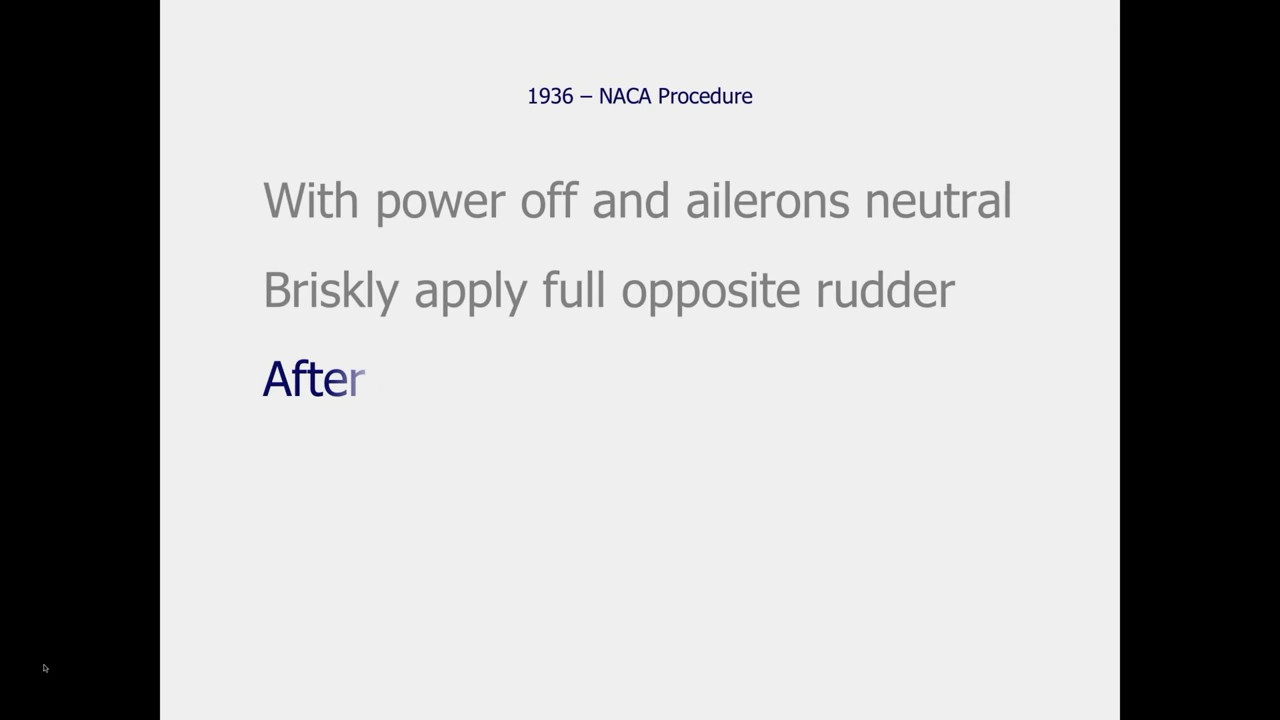 1936 – NACA Procedure
With power off and ailerons neutral
Briskly apply full opposite rudder
After